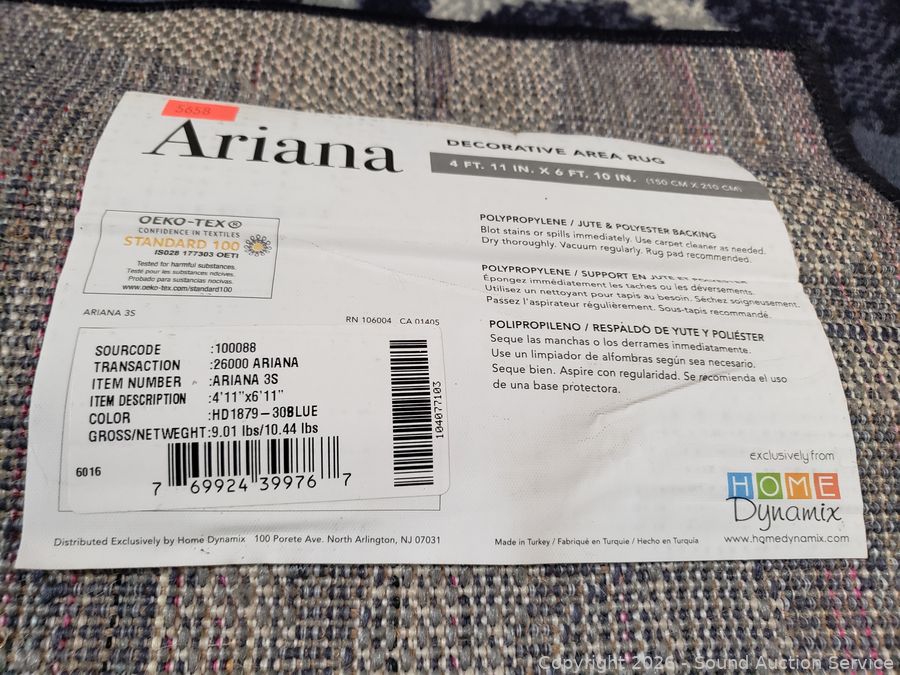 5658
Ariana
DECORATIVE AREA RUG
4 FT. 11 IN. X 6 FT. 10 IN. (150 CM X 210 CM)
OEKO-TEX®
CONFIDENCE IN TEXTILES
STANDARD 100
IS028 177303 OETI
Tested for harmful substances.
Testé pour les substances nocives.
Probado para sustancias nocivas.
www.oeko-tex.com/standard100
POLYPROPYLENE / JUTE & POLYESTER BACKING
Blot stains or spills immediately. Use carpet cleaner as needed.
Dry thoroughly. Vacuum regularly. Rug pad recommended.
POLYPROPYLENE / SUPPORT EN JUTE ET POLYESTER
Épongez immédiatement les taches ou les déversements.
Utilisez un nettoyant pour tapis au besoin. Séchez soigneusement.
Passez l'aspirateur régulièrement. Sous-tapis recommandé.
POLIPROPILENO / RESPALDO DE YUTE Y POLIÉSTER
Seque las manchas o los derrames inmediatamente.
Use un limpiador de alfombras según sea necesario.
Seque bien. Aspire con regularidad. Se recomienda el uso
de una base protectora.
ARIANA 3S
RN 106004 CA 01405
SOURCODE :100088
TRANSACTION :26000 ARIANA
ITEM NUMBER :ARIANA 3S
ITEM DESCRIPTION :4'11"x6'11"
COLOR :HD1879-30BLUE
GROSS/NETWEGHT:9.01 lbs/10.44 lbs
6016
7 69924 39976 7
104077103
exclusively from
HOME
Dynamix
www.homedynamix.com
Distributed Exclusively by Home Dynamix 100 Porete Ave. North Arlington, NJ 07031
Made in Turkey / Fabriqué en Turquie / Hecho en Turquía
Copyright 2026 - Sound Auction Service